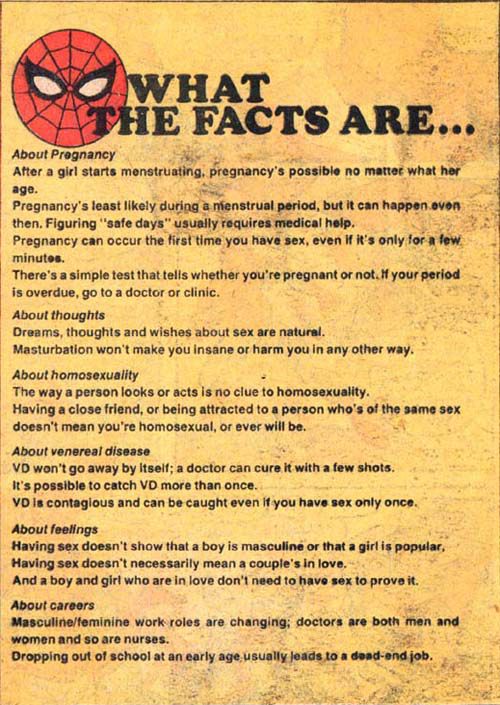 WHAT
THE FACTS ARE...
About Pregnancy
After a girl starts menstruating, pregnancy's possible no matter what her
age.
Pregnancy's least likely during a menstrual period, but it can happen even
then. Figuring "safe days" usually requires medical help.
Pregnancy can occur the first time you have sex, even if it's only for a few
minutes.
There's a simple test that tells whether you're pregnant or not. If your period
is overdue, go to a doctor or clinic.
About thoughts
Dreams, thoughts and wishes about sex are natural.
Masturbation won't make you insane or harm you in any other way.
About homosexuality
The way a person looks or acts is no clue to homosexuality.
Having a close friend, or being attracted to a person who's of the same sex
doesn't mean you're homosexual, or ever will be.
About venereal disease
VD won't go away by itself; a doctor can cure it with a few shots.
It's possible to catch VD more than once.
VD is contagious and can be caught even if you have sex only once.
About feelings
Having sex doesn't show that a boy is masculine or that a girl is popular.
Having sex doesn't necessarily mean a couple's in love.
And a boy and girl who are in love don't need to have sex to prove it.
About careers
Masculine/feminine work roles are changing; doctors are both men and
women and so are nurses.
Dropping out of school at an early age usually leads to a dead-end job.